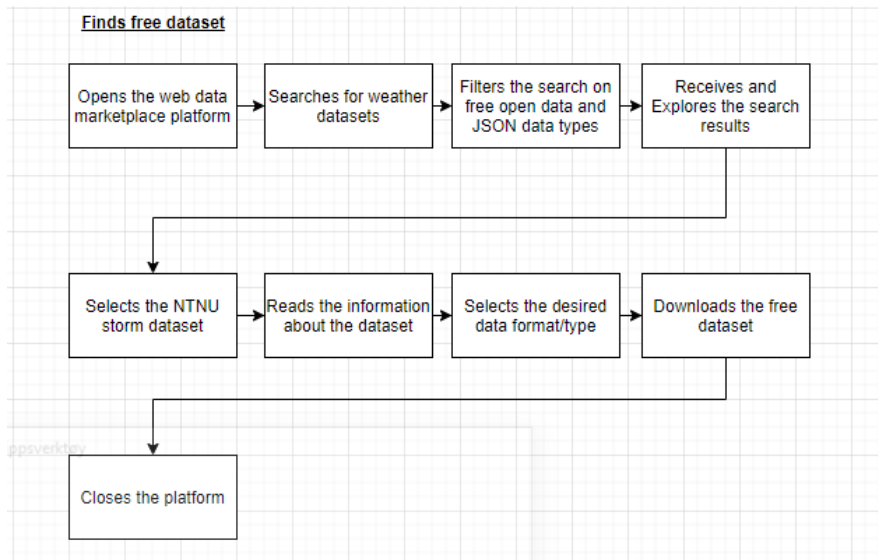 Finds free dataset
Opens the web data
marketplace platform
Searches for weather
datasets
Filters the search on
free open data and
JSON data types
Receives and
Explores the search
results
Selects the NTNU
storm dataset
Reads the information
about the dataset
Selects the desired
data format/type
Downloads the free
dataset
ppsverktøy
Closes the platform